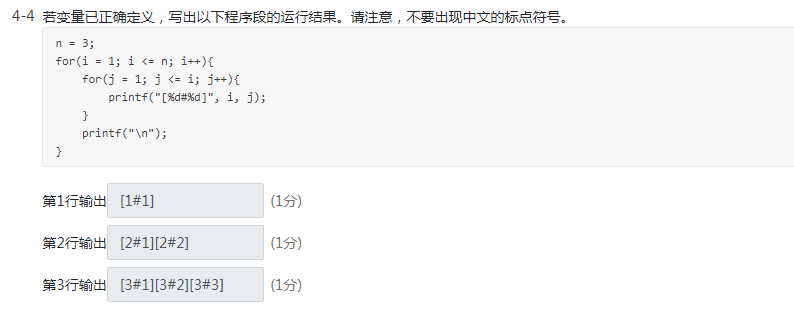 4-4 若变量已正确定义，写出以下程序段的运行结果。请注意，不要出现中文的标点符号。
n = 3;
for(i = 1; i <= n; i++){
    for(j = 1; j <= i; j++){
        printf("[%d#%d]", i, j);
    }
    printf("\n");
}
第1行输出 [1#1] (1分)
第2行输出 [2#1][2#2] (1分)
第3行输出 [3#1][3#2][3#3] (1分)